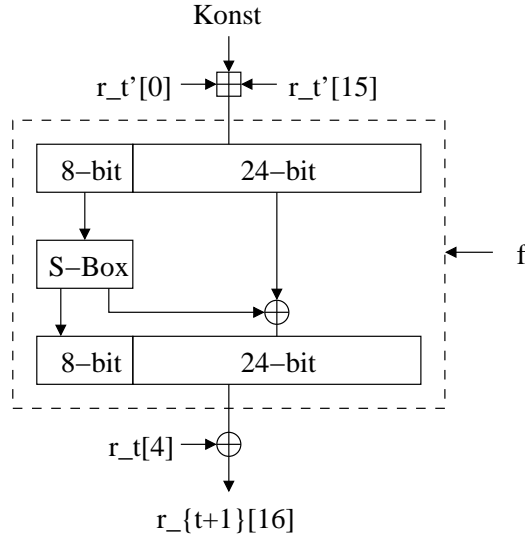 Konst
r_t'[0] r_t'[15]
8-bit 24-bit
S-Box f
8-bit 24-bit
r_t[4]
r_{t+1}[16]